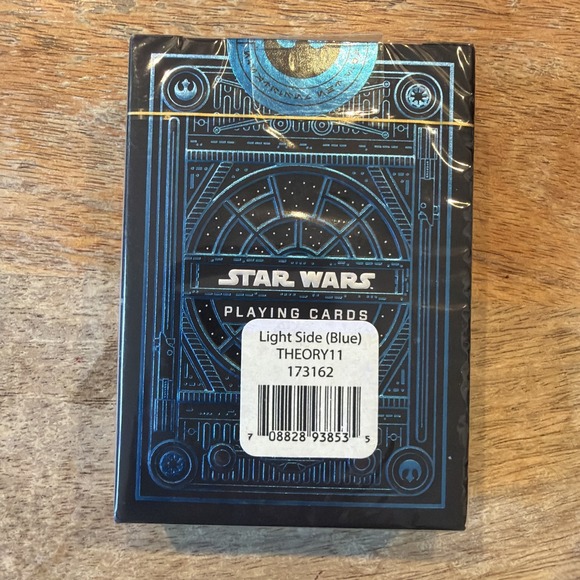 STAR WARS
PLAYING CARDS
Light Side (Blue)
THEORY11
173162
7 08828 93853 5